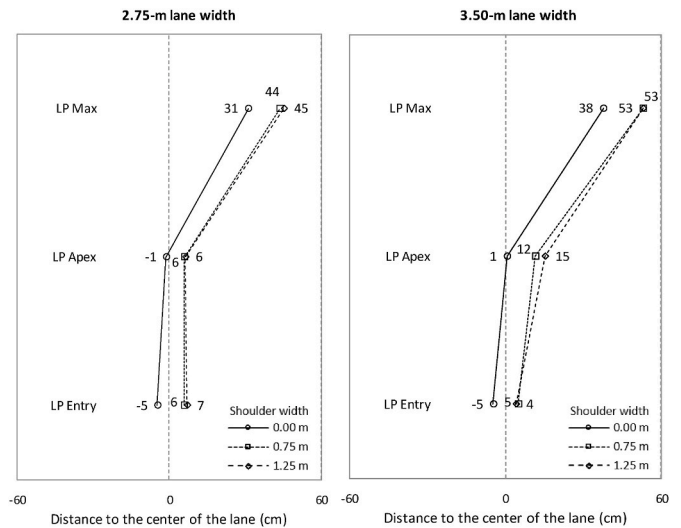 2.75-m lane width
44
LP Max
31
45
LP Apex
-1
6
6
LP Entry
-5
6
7
Shoulder width
0.00 m
0.75 m
1.25 m
-60
0
60
Distance to the center of the lane (cm)
3.50-m lane width
53
LP Max
38
53
LP Apex
1
12
15
LP Entry
-5
5
4
Shoulder width
0.00 m
0.75 m
1.25 m
-60
0
60
Distance to the center of the lane (cm)